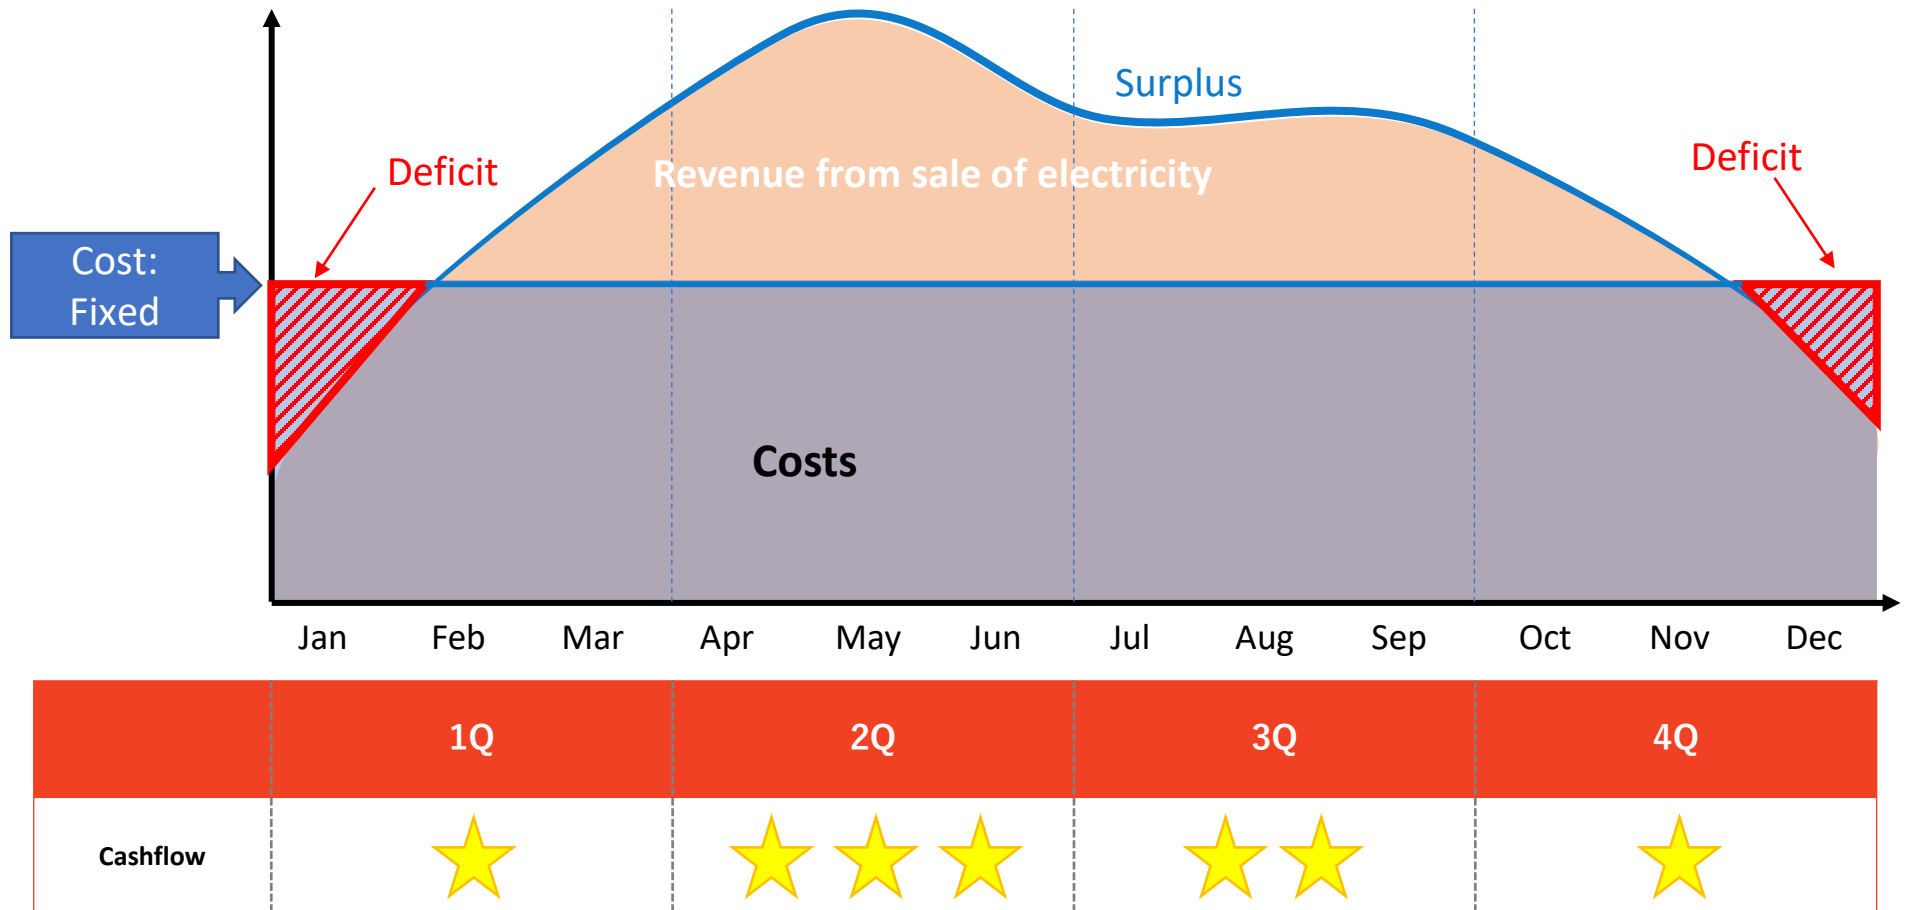 Surplus
Deficit
Deficit
Revenue from sale of electricity
Cost:
Fixed
Costs
Jan Feb Mar Apr May Jun Jul Aug Sep Oct Nov Dec
1Q 2Q 3Q 4Q
Cashflow